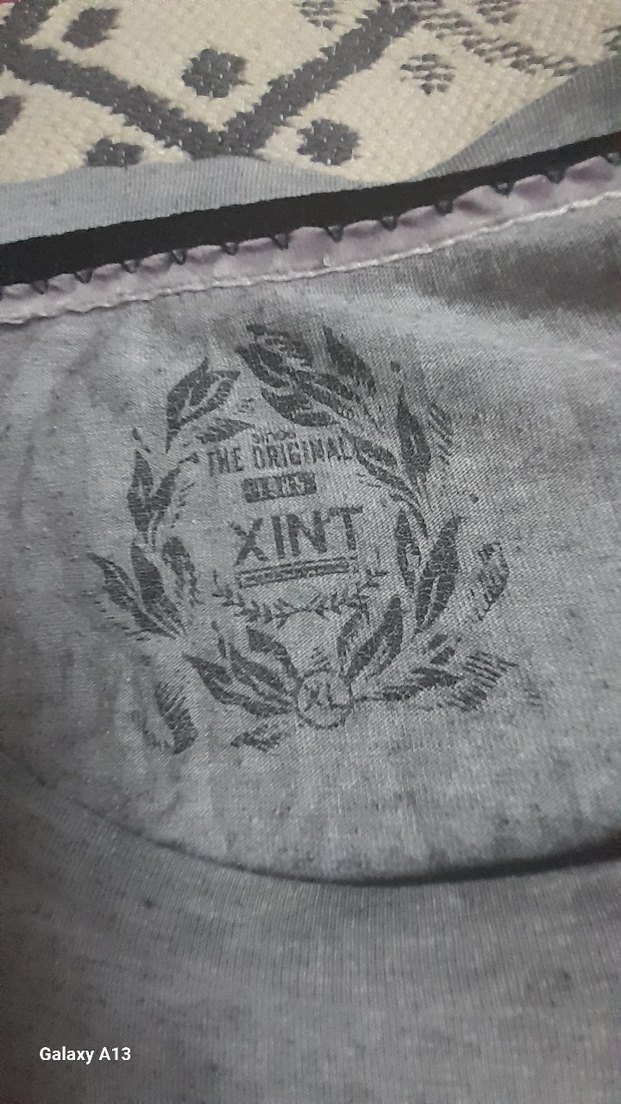 THE ORIGINAL
XINT
XL
Galaxy A13